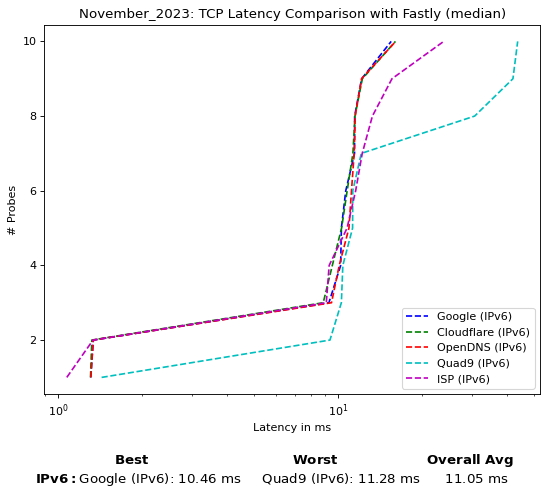 November_2023: TCP Latency Comparison with Fastly (median)
10
8
6
4
2
# Probes
10⁰
10¹
Latency in ms
Google (IPv6)
Cloudflare (IPv6)
OpenDNS (IPv6)
Quad9 (IPv6)
ISP (IPv6)
Best Worst Overall Avg
IPv6: Google (IPv6): 10.46 ms Quad9 (IPv6): 11.28 ms 11.05 ms